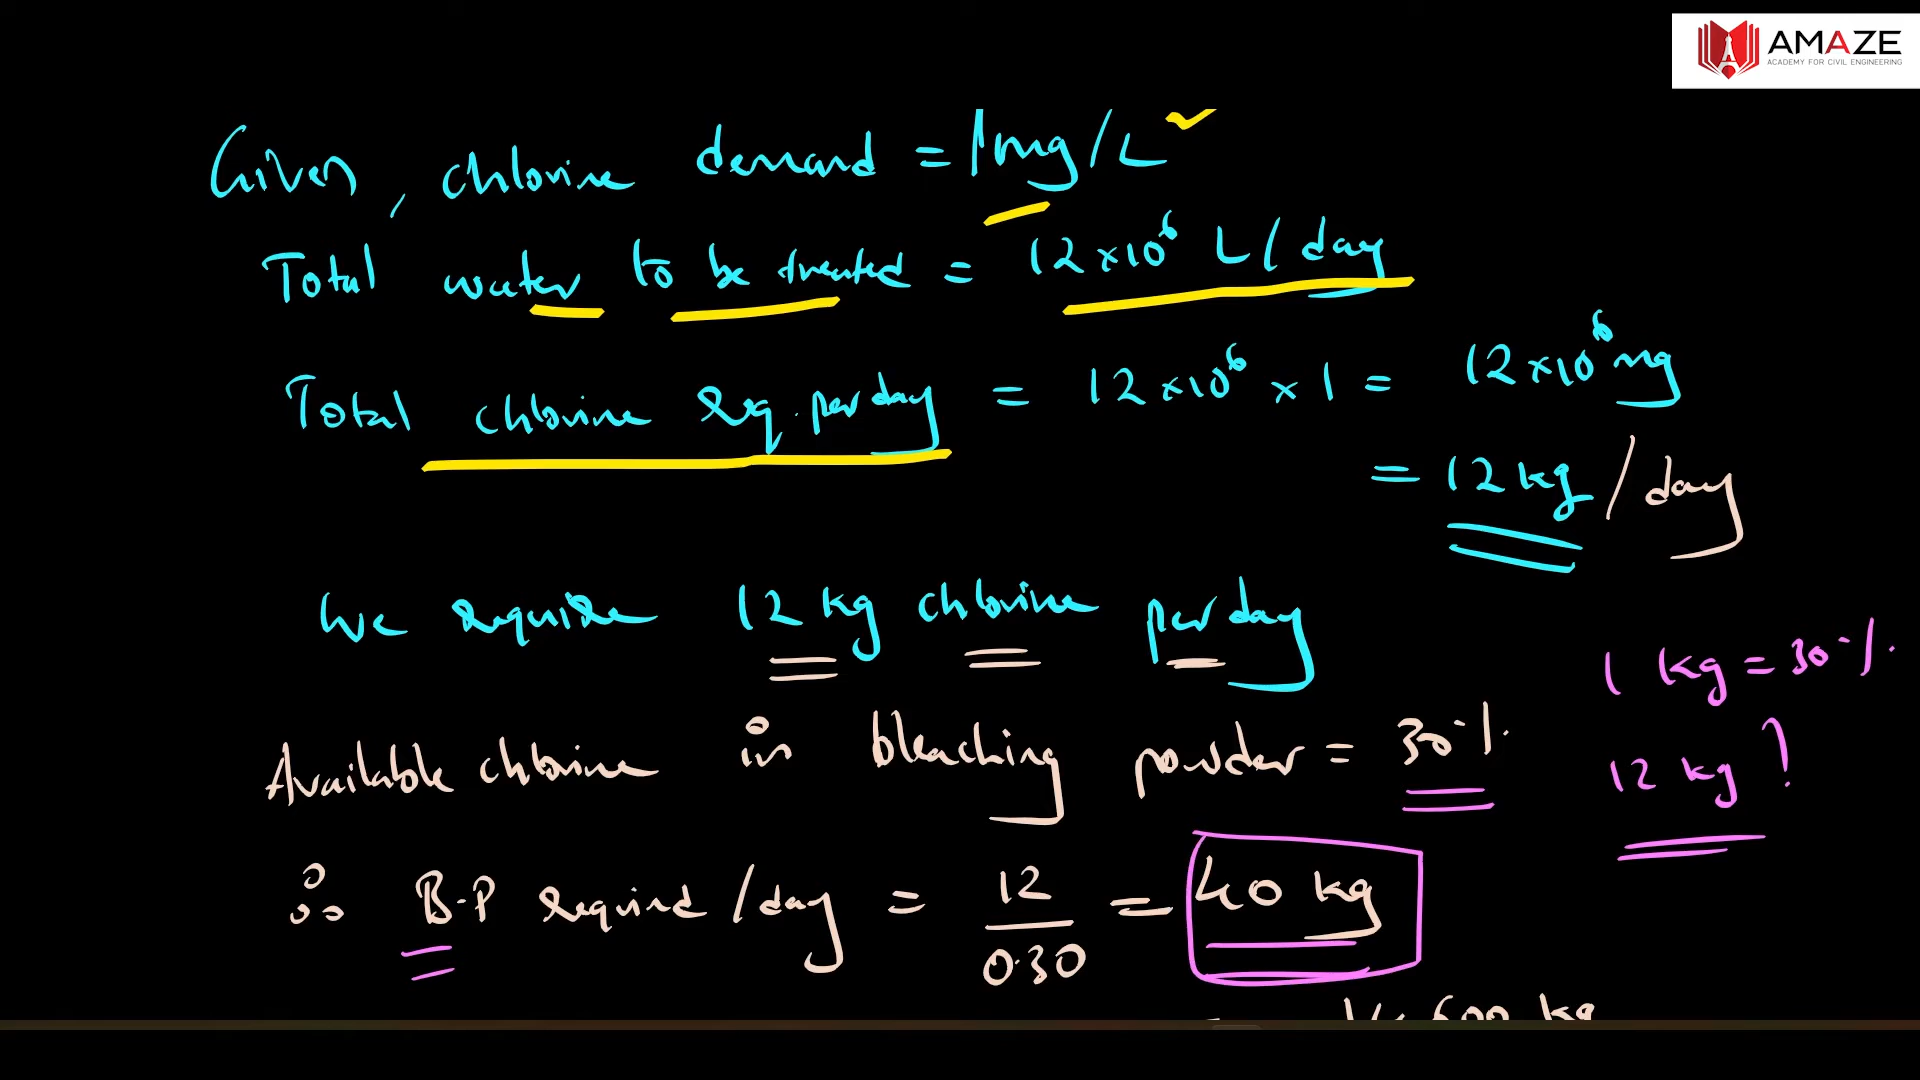 AMAZE
ACADEMY FOR CIVIL ENGINEERING
Given, chlorine demand = 1mg/L
Total water to be treated = 12×10⁶ L/day
Total chlorine req. per day = 12×10⁶ × 1 = 12×10⁶ mg
= 12 kg/day
We require 12 kg chlorine per day
1 kg = 30%.
Available chlorine in bleaching powder = 30%.
12 kg ?
∴ B.P required/day = 12/0.30 = 40 kg